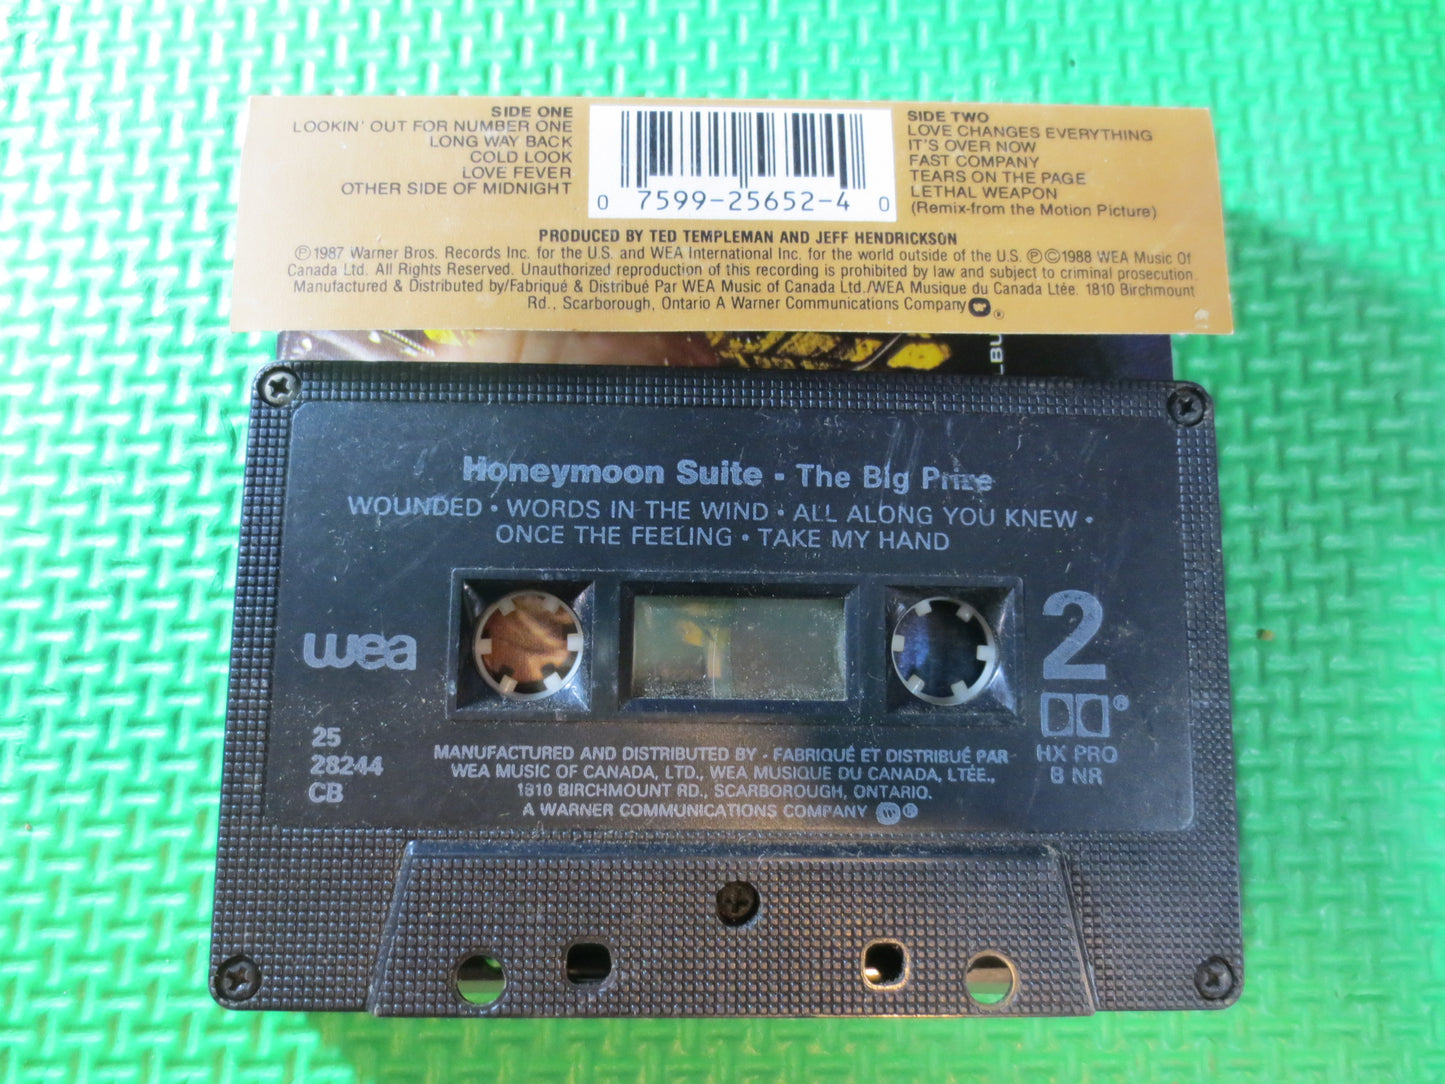 SIDE ONE
LOOKIN' OUT FOR NUMBER ONE
LONG WAY BACK
COLD LOOK
LOVE FEVER
OTHER SIDE OF MIDNIGHT
0 7599-25652-4 0
SIDE TWO
LOVE CHANGES EVERYTHING
IT'S OVER NOW
FAST COMPANY
TEARS ON THE PAGE
LETHAL WEAPON
(Remix-from the Motion Picture)
PRODUCED BY TED TEMPLEMAN AND JEFF HENDRICKSON
Ⓟ1987 Warner Bros. Records Inc. for the U.S. and WEA International Inc. for the world outside of the U.S. Ⓟ©1988 WEA Music Of
Canada Ltd. All Rights Reserved. Unauthorized reproduction of this recording is prohibited by law and subject to criminal prosecution.
Manufactured & Distributed by/Fabriqué & Distribué Par WEA Music of Canada Ltd./WEA Musique du Canada Ltée. 1810 Birchmount
Rd., Scarborough, Ontario A Warner Communications Company ®
LBU
Honeymoon Suite - The Big Prize
WOUNDED • WORDS IN THE WIND • ALL ALONG YOU KNEW •
ONCE THE FEELING • TAKE MY HAND
wea
2
®
HX PRO
B NR
25
28244
CB
MANUFACTURED AND DISTRIBUTED BY - FABRIQUÉ ET DISTRIBUÉ PAR
WEA MUSIC OF CANADA, LTD., WEA MUSIQUE DU CANADA, LTÉE.,
1810 BIRCHMOUNT RD., SCARBOROUGH, ONTARIO.
A WARNER COMMUNICATIONS COMPANY ®